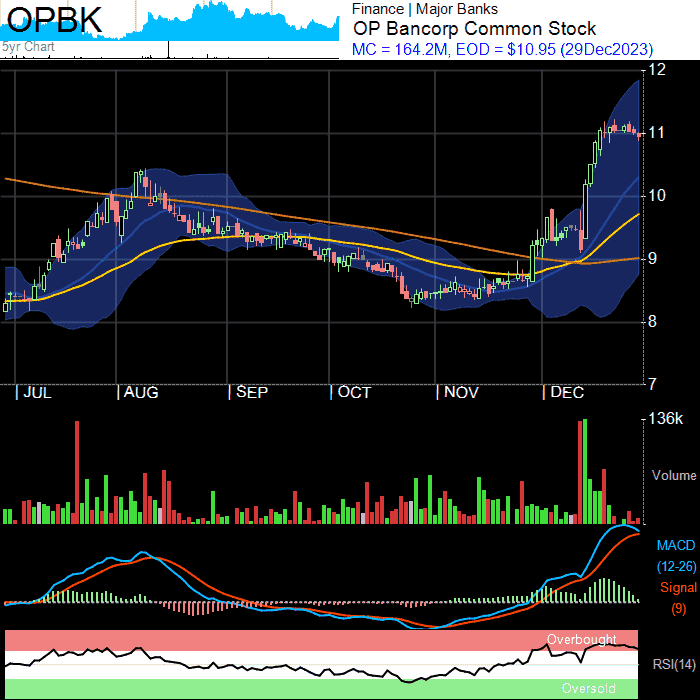 OPBK
5yr Chart
Finance | Major Banks
OP Bancorp Common Stock
MC = 164.2M, EOD = $10.95 (29Dec2023)
12
11
10
9
8
7
| JUL | AUG | SEP | OCT | NOV | DEC
136k
Volume
MACD
(12-26)
Signal
(9)
Overbought
RSI(14)
Oversold